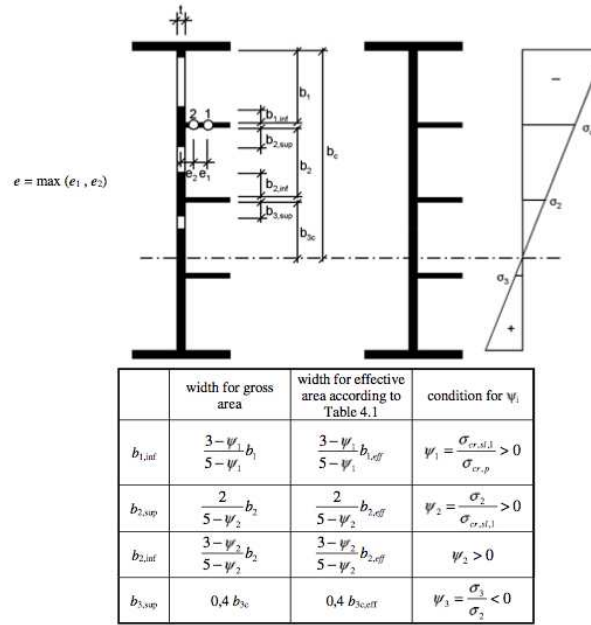 t
b₁
2 1
b₁,inf
b₂,sup
b₂
b_c
e₂ e₁
e = max (e₁ , e₂)
b₂,inf
b₃,sup
b₃c
−
σ₂
σ₃
+
width for gross area
width for effective area according to Table 4.1
condition for ψᵢ
b₁,inf
(3−ψ₁)/(5−ψ₁) b₁
(3−ψ₁)/(5−ψ₁) b₁,eff
ψ₁ = σcr,sl,1/σcr,p > 0
b₂,sup
2/(5−ψ₂) b₂
2/(5−ψ₂) b₂,eff
ψ₂ = σ₂/σcr,sl,1 > 0
b₂,inf
(3−ψ₂)/(5−ψ₂) b₂
(3−ψ₂)/(5−ψ₂) b₂,eff
ψ₂ > 0
b₃,sup
0,4 b₃c
0,4 b₃c,eff
ψ₃ = σ₃/σ₂ < 0